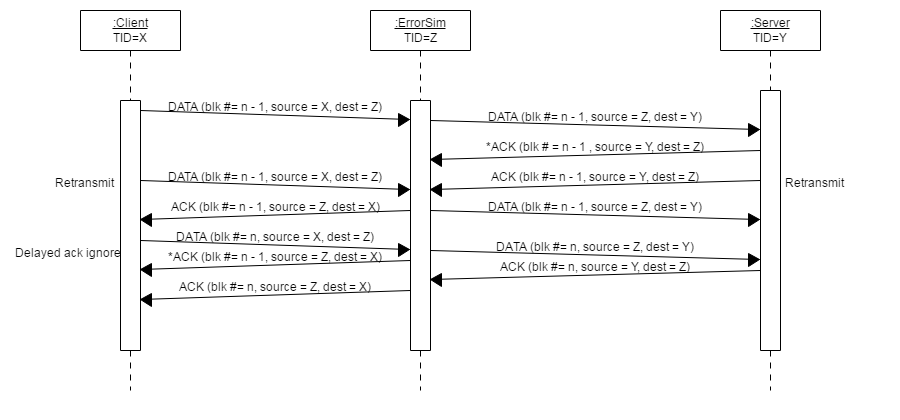 :Client
TID=X
:ErrorSim
TID=Z
:Server
TID=Y
DATA (blk #= n - 1, source = X, dest = Z)
DATA (blk #= n - 1, source = Z, dest = Y)
*ACK (blk # = n - 1 , source = Y, dest = Z)
Retransmit
DATA (blk #= n - 1, source = X, dest = Z)
ACK (blk #= n - 1, source = Y, dest = Z)
Retransmit
ACK (blk #= n - 1, source = Z, dest = X)
DATA (blk #= n - 1, source = Z, dest = Y)
DATA (blk #= n, source = X, dest = Z)
DATA (blk #= n, source = Z, dest = Y)
Delayed ack ignore
*ACK (blk #= n - 1, source = Z, dest = X)
ACK (blk #= n, source = Y, dest = Z)
ACK (blk #= n, source = Z, dest = X)